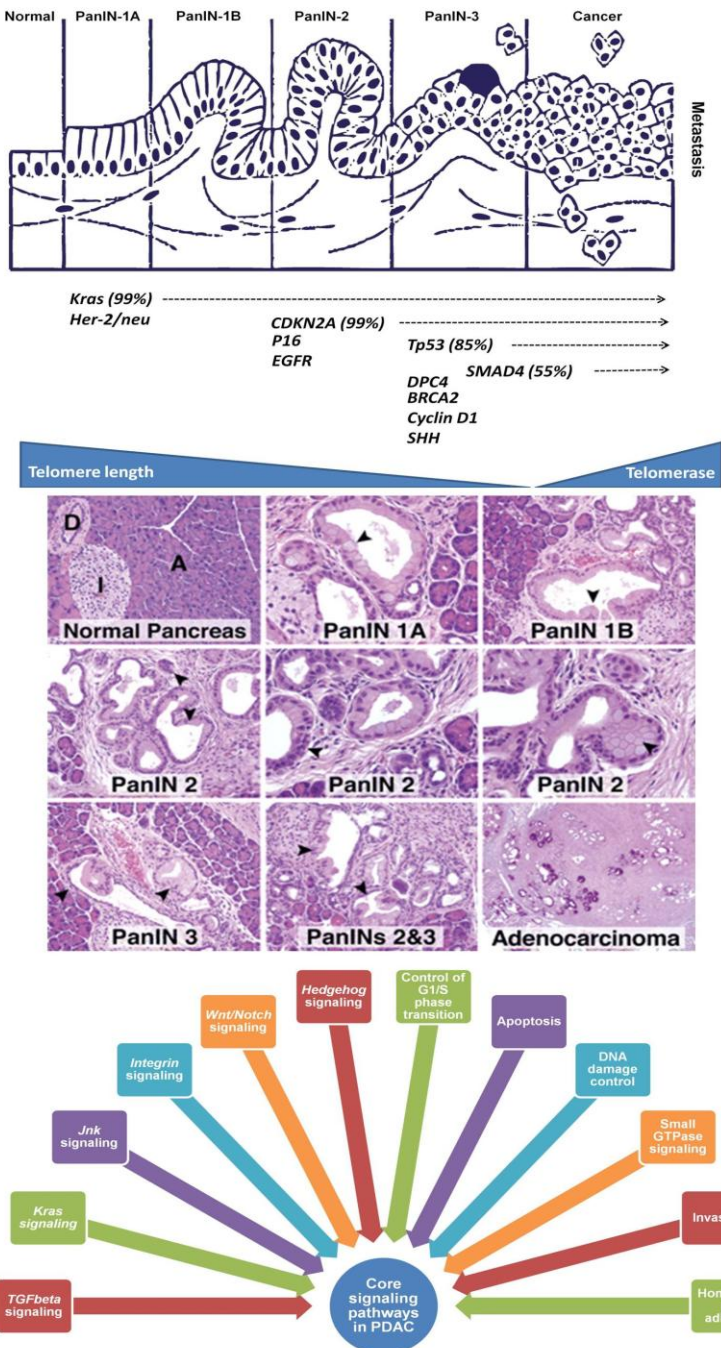 Normal PanIN-1A PanIN-1B PanIN-2 PanIN-3 Cancer
Metastasis
Kras (99%)
Her-2/neu
CDKN2A (99%)
P16
EGFR
Tp53 (85%)
SMAD4 (55%)
DPC4
BRCA2
Cyclin D1
SHH
Telomere length
Telomerase
D
I
A
Normal Pancreas
PanIN 1A
PanIN 1B
PanIN 2
PanIN 2
PanIN 2
PanIN 3
PanINs 2&3
Adenocarcinoma
Hedgehog
signaling
Control of
G1/S
phase
transition
Wnt/Notch
signaling
Apoptosis
Integrin
signaling
DNA
damage
control
Jnk
signaling
Small
GTPase
signaling
Kras
signaling
Invas
TGFbeta
signaling
Hom
adh
Core
signaling
pathways
in PDAC